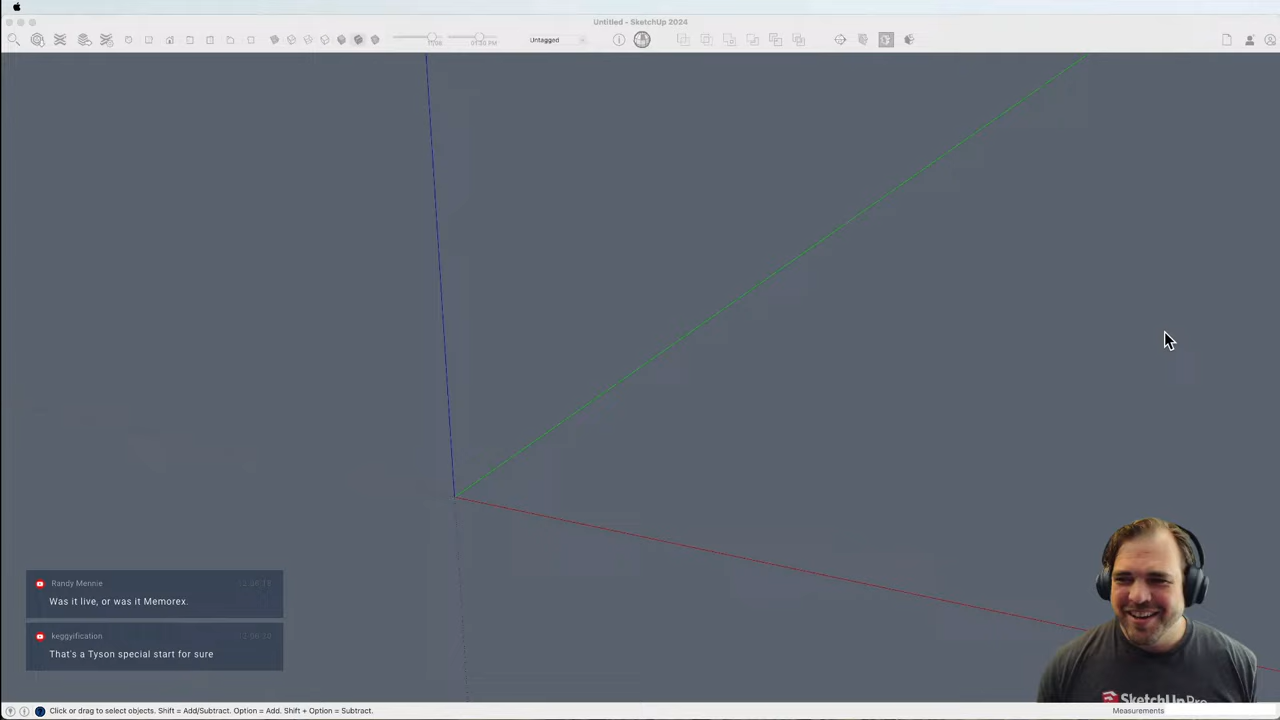 Untitled - SketchUp 2024
Untagged
Randy Mennie
Was it live, or was it Memorex.
keggyification
That's a Tyson special start for sure
SketchUp Pro
Click or drag to select objects. Shift = Add/Subtract. Option = Add. Shift + Option = Subtract.
Measurements